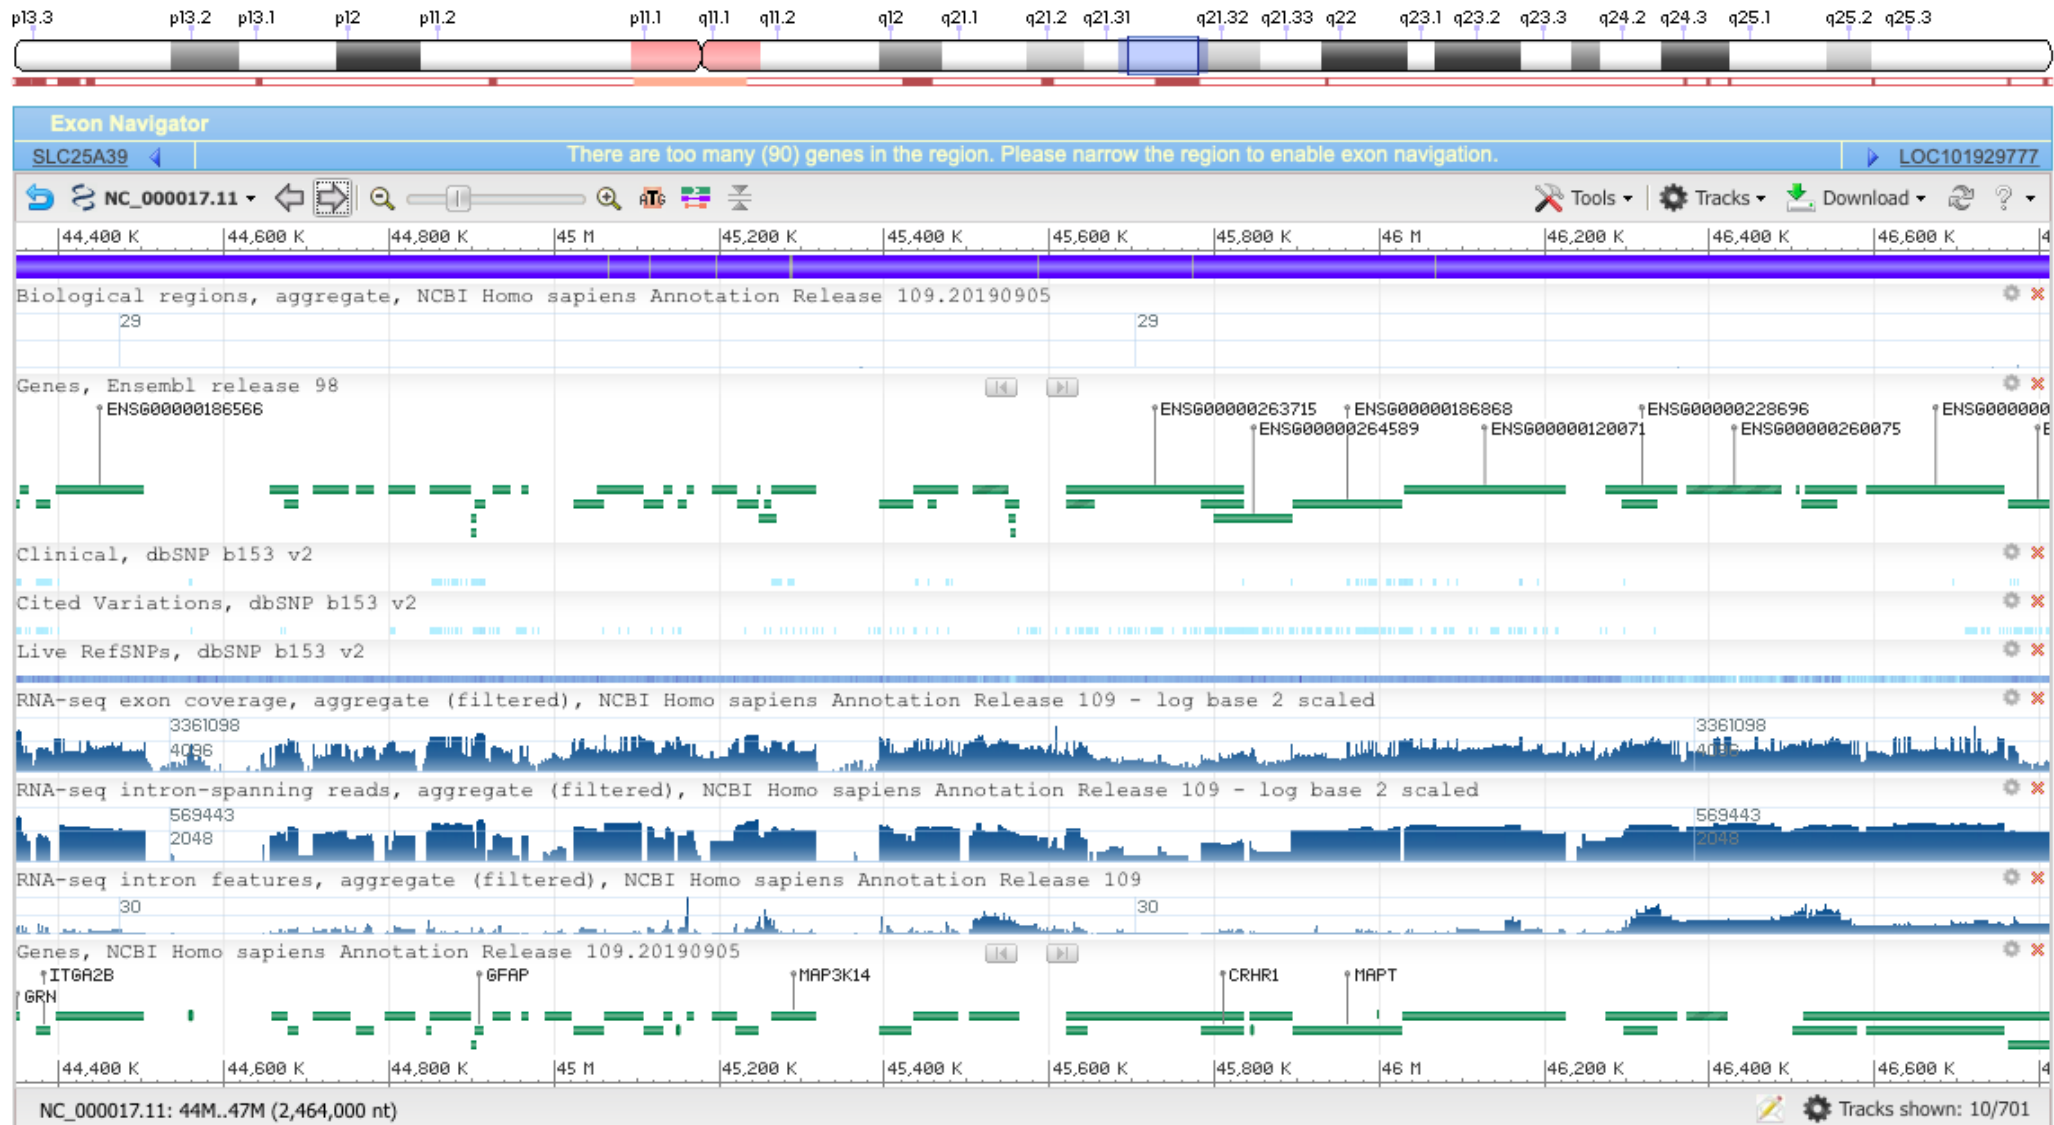 p13.3 p13.2 p13.1 p12 p11.2 p11.1 q11.1 q11.2 q12 q21.1 q21.2 q21.31 q21.32 q21.33 q22 q23.1 q23.2 q23.3 q24.2 q24.3 q25.1 q25.2 q25.3
Exon Navigator
SLC25A39 There are too many (90) genes in the region. Please narrow the region to enable exon navigation. LOC101929777
NC_000017.11 ATG Tools Tracks Download ?
44,400 K 44,600 K 44,800 K 45 M 45,200 K 45,400 K 45,600 K 45,800 K 46 M 46,200 K 46,400 K 46,600 K 4
Biological regions, aggregate, NCBI Homo sapiens Annotation Release 109.20190905
29 29
Genes, Ensembl release 98
ENSG00000186566 ENSG00000263715 ENSG00000186868 ENSG00000228696 ENSG0000000
ENSG00000264589 ENSG00000120071 ENSG00000260075 E
Clinical, dbSNP b153 v2
Cited Variations, dbSNP b153 v2
Live RefSNPs, dbSNP b153 v2
RNA-seq exon coverage, aggregate (filtered), NCBI Homo sapiens Annotation Release 109 - log base 2 scaled
3361098 3361098
4096 4096
RNA-seq intron-spanning reads, aggregate (filtered), NCBI Homo sapiens Annotation Release 109 - log base 2 scaled
569443 569443
2048 2048
RNA-seq intron features, aggregate (filtered), NCBI Homo sapiens Annotation Release 109
30 30
Genes, NCBI Homo sapiens Annotation Release 109.20190905
ITGA2B GFAP MAP3K14 CRHR1 MAPT
GRN
44,400 K 44,600 K 44,800 K 45 M 45,200 K 45,400 K 45,600 K 45,800 K 46 M 46,200 K 46,400 K 46,600 K 4
NC_000017.11: 44M..47M (2,464,000 nt) Tracks shown: 10/701